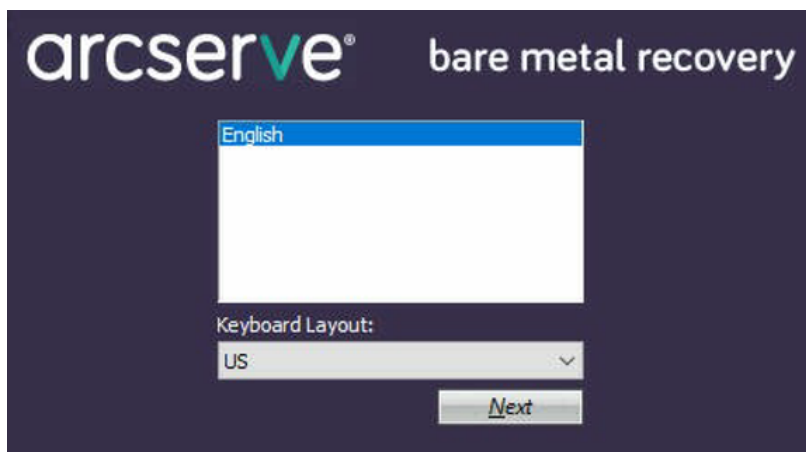 arcserve® bare metal recovery
English
Keyboard Layout:
US
Next